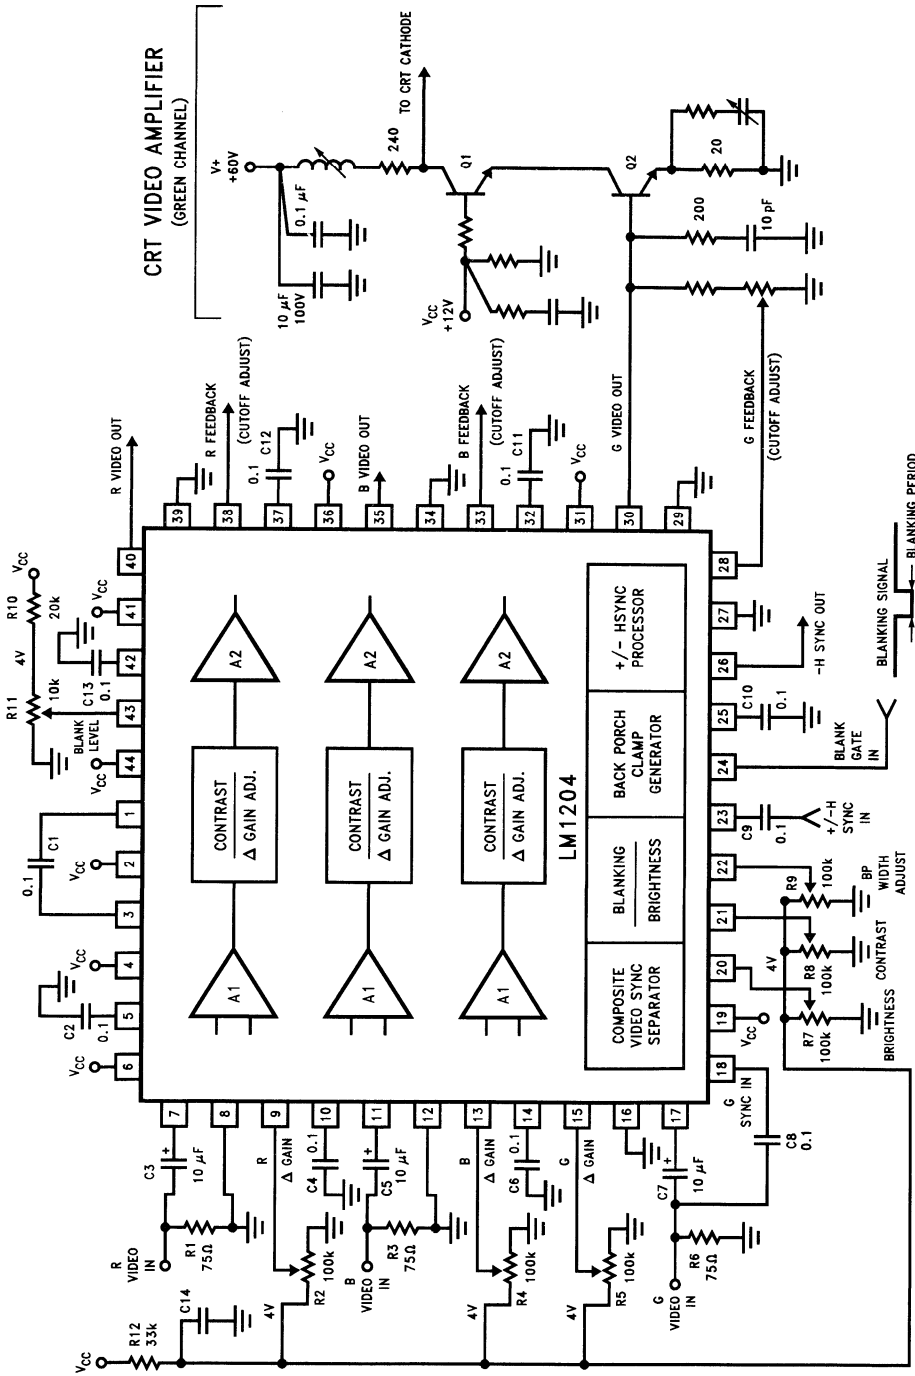 CRT VIDEO AMPLIFIER
(GREEN CHANNEL)
V+
+60V
0.1 µF
10 µF
100V
240
TO CRT CATHODE
Q1
VCC
+12V
Q2
20
200
10 pF
G VIDEO OUT
G FEEDBACK
(CUTOFF ADJUST)
R VIDEO OUT
R FEEDBACK
(CUTOFF ADJUST)
0.1
C12
VCC
B VIDEO OUT
B FEEDBACK
(CUTOFF ADJUST)
0.1
C11
VCC
39
38
37
36
35
34
33
32
31
30
29
VCC
R10
20k
4V
R11
10k
BLANK
LEVEL
VCC
C13
0.1
VCC
C1
0.1
VCC
VCC
C2
0.1
VCC
40
41
42
43
44
1
2
3
4
5
6
A2
A2
A2
CONTRAST
Δ GAIN ADJ.
CONTRAST
Δ GAIN ADJ.
CONTRAST
Δ GAIN ADJ.
A1
A1
A1
LM1204
+/- HSYNC
PROCESSOR
BACK PORCH
CLAMP
GENERATOR
BLANKING
BRIGHTNESS
COMPOSITE
VIDEO SYNC
SEPARATOR
28
27
26
25
24
23
22
21
20
19
18
-H SYNC OUT
C10
0.1
BLANK
GATE
IN
BLANKING SIGNAL
BLANKING PERIOD
C9
0.1
+/-H
SYNC
IN
R9
100k
BP
WIDTH
ADJUST
4V
R8
100k
CONTRAST
R7
100k
BRIGHTNESS
VCC
G
SYNC IN
C8
0.1
7
8
9
10
11
12
13
14
15
16
17
C3
+
10 µF
R
VIDEO
IN
R1
75Ω
R
Δ GAIN
4V
R2
100k
C4
0.1
C5
+
10 µF
B
VIDEO
IN
R3
75Ω
B
Δ GAIN
4V
R4
100k
C6
0.1
G
Δ GAIN
4V
R5
100k
C7
+
10 µF
G
VIDEO IN
R6
75Ω
VCC
R12
33k
C14